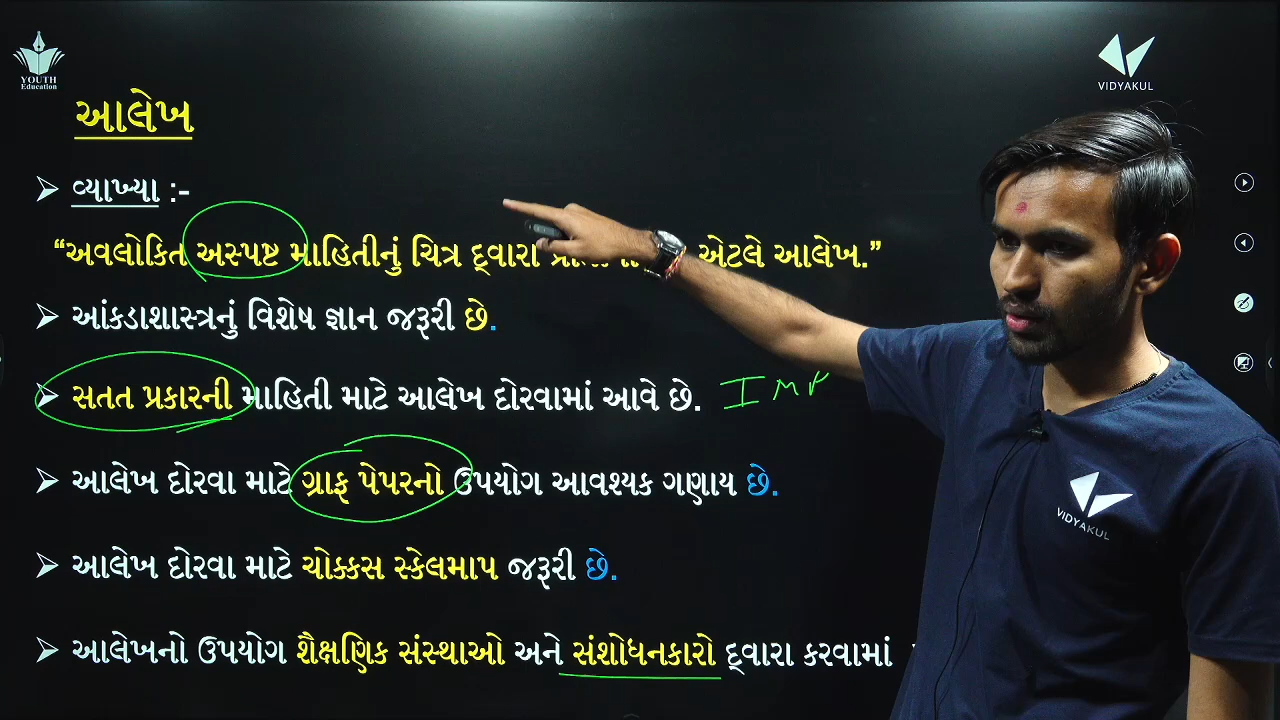 YOUTH
Education
VIDYAKUL
આલેખ
➢ વ્યાખ્યા :-
“અવલોકિત અસ્પષ્ટ માહિતીનું ચિત્ર દ્વારા એટલે આલેખ.”
➢ આંકડાશાસ્ત્રનું વિશેષ જ્ઞાન જરૂરી છે.
➢ સતત પ્રકારની માહિતી માટે આલેખ દોરવામાં આવે છે. IMP
➢ આલેખ દોરવા માટે ગ્રાફ પેપરનો ઉપયોગ આવશ્યક ગણાય છે.
➢ આલેખ દોરવા માટે ચોક્કસ સ્કેલમાપ જરૂરી છે.
➢ આલેખનો ઉપયોગ શૈક્ષણિક સંસ્થાઓ અને સંશોધનકારો દ્વારા કરવામાં
VIDYAKUL